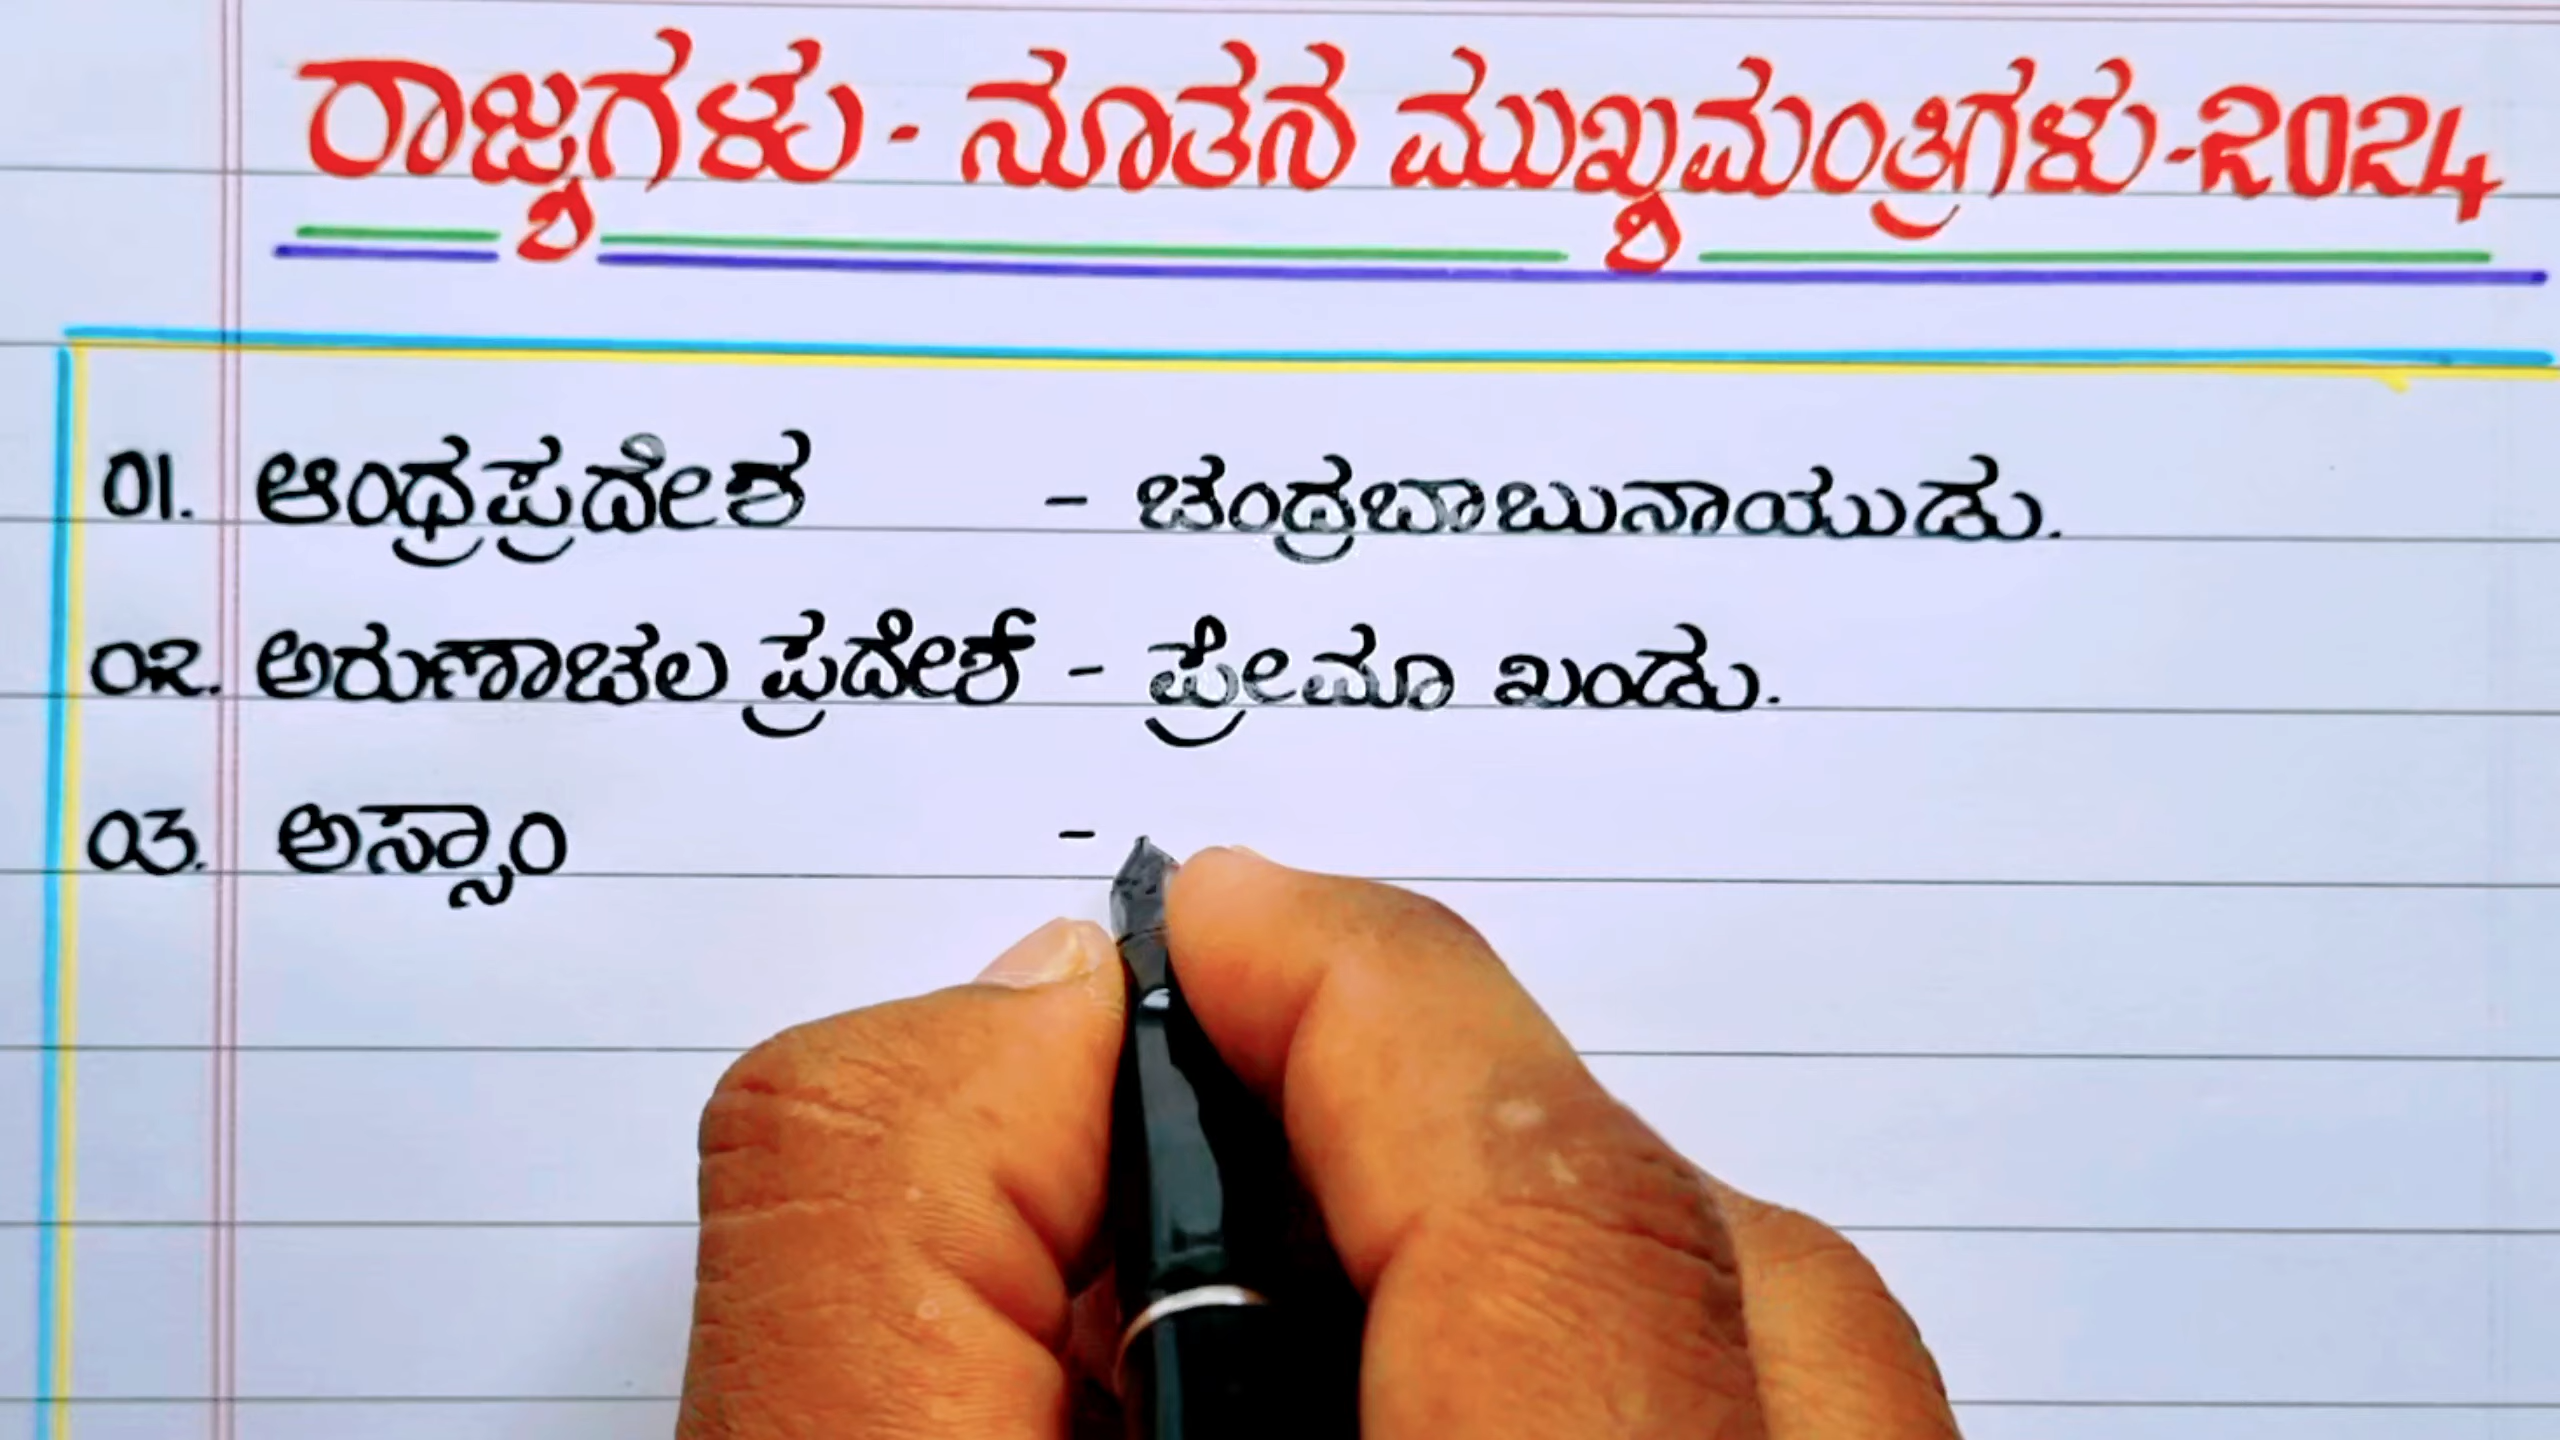 ರಾಜ್ಯಗಳು - ನೂತನ ಮುಖ್ಯಮಂತ್ರಿಗಳು-2024
01. ಆಂಧ್ರಪ್ರದೇಶ - ಚಂದ್ರಬಾಬುನಾಯುಡು.
02. ಅರುಣಾಚಲ ಪ್ರದೇಶ್ - ಪ್ರೇಮಾ ಖಂಡು.
03. ಅಸ್ಸಾಂ -